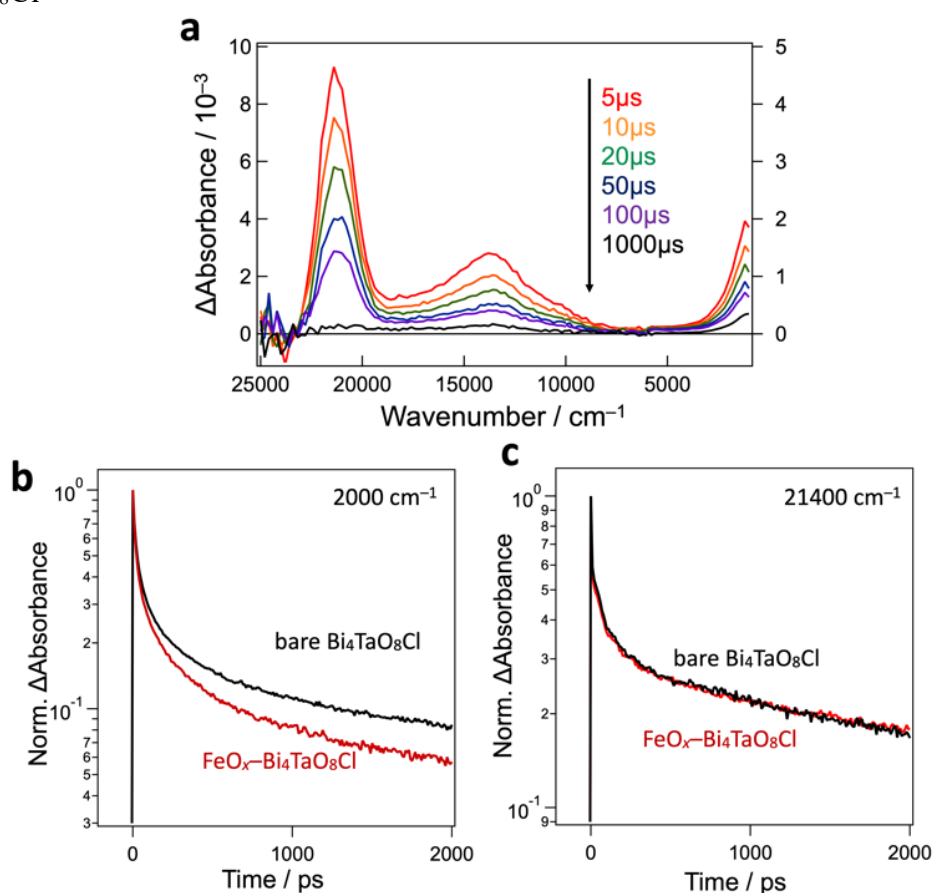 ₈Cl
a
ΔAbsorbance / 10⁻³
10
8
6
4
2
0
5
4
3
2
1
0
5μs
10μs
20μs
50μs
100μs
1000μs
25000 20000 15000 10000 5000
Wavenumber / cm⁻¹
b
2000 cm⁻¹
Norm. ΔAbsorbance
10⁰
7
6
5
4
3
2
10⁻¹
7
6
5
4
3
bare Bi₄TaO₈Cl
FeOₓ–Bi₄TaO₈Cl
0 1000 2000
Time / ps
c
21400 cm⁻¹
Norm. ΔAbsorbance
10⁰
8
7
6
5
4
3
2
10⁻¹
9
bare Bi₄TaO₈Cl
FeOₓ–Bi₄TaO₈Cl
0 1000 2000
Time / ps